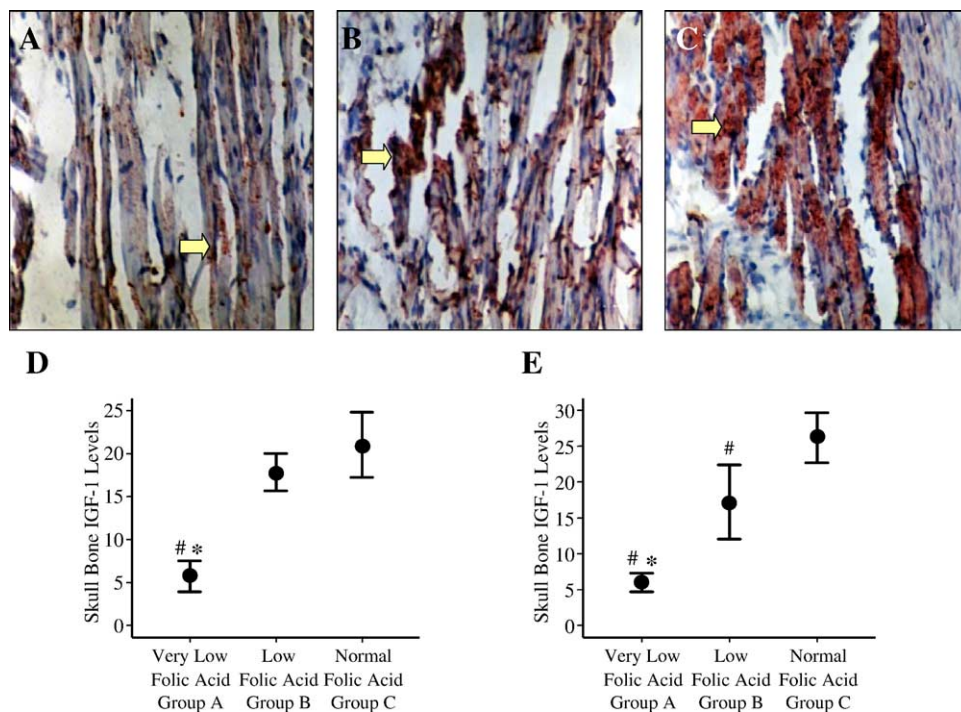 A
B
C
D
E
Skull Bone IGF-1 Levels
25
20
15
10
5
0
# *
Very Low
Folic Acid
Group A
Low
Folic Acid
Group B
Normal
Folic Acid
Group C
Skull Bone IGF-1 Levels
30
25
20
15
10
5
0
# *
#
Very Low
Folic Acid
Group A
Low
Folic Acid
Group B
Normal
Folic Acid
Group C